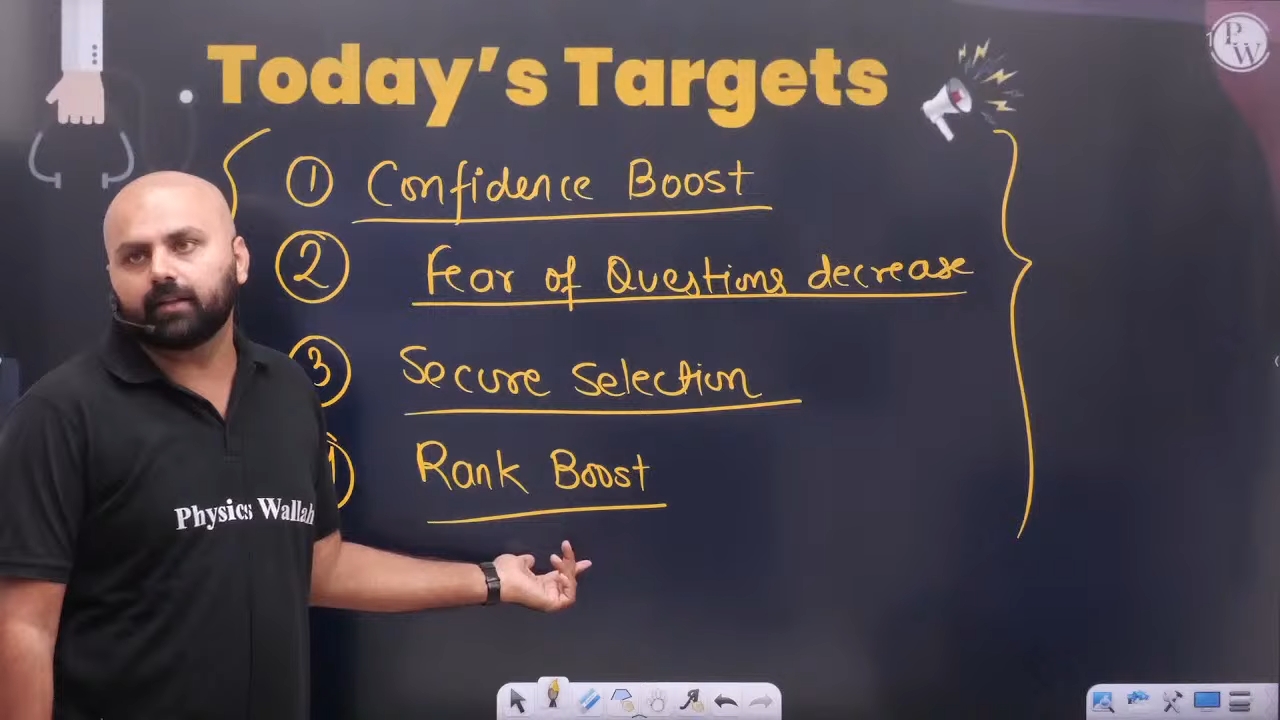 Today's Targets
PW
① Confidence Boost
② Fear of Questions decrease
③ Secure Selection
Rank Boost
Physics Wallah